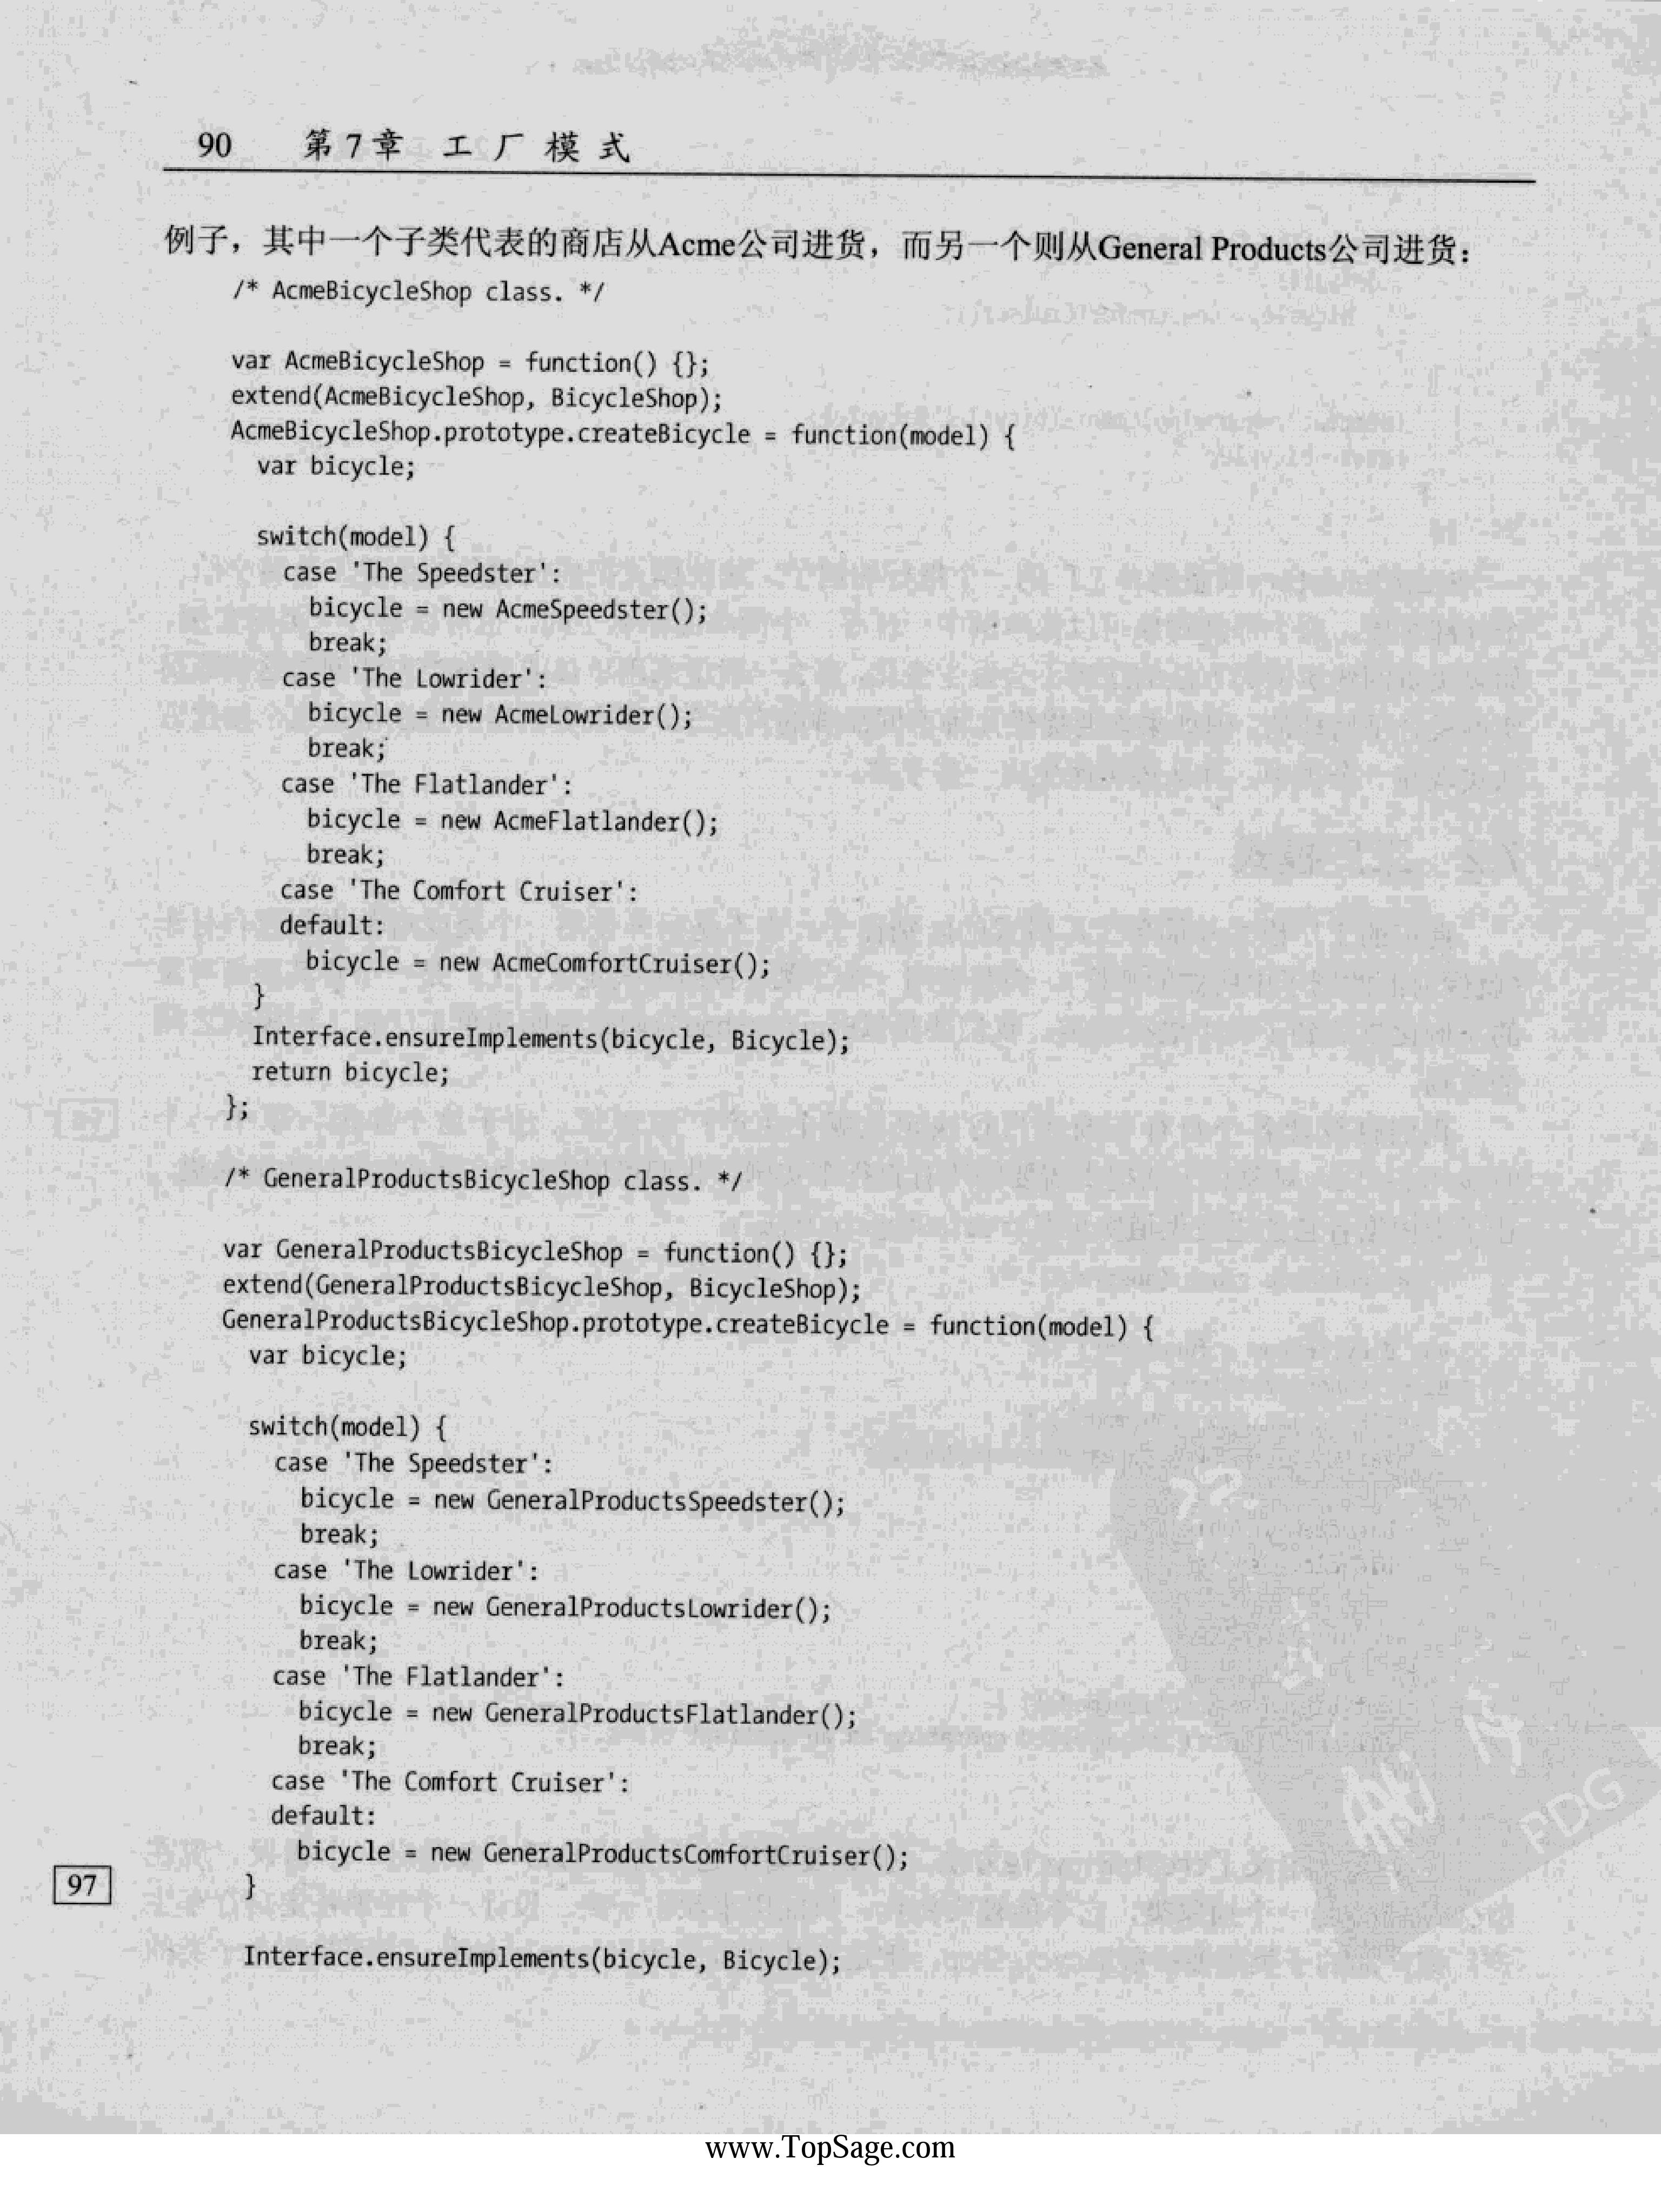 90 第 7 章 工 厂 模 式
例子，其中一个子类代表的商店从Acme公司进货，而另一个则从General Products公司进货：
/* AcmeBicycleShop class. */
var AcmeBicycleShop = function() {};
extend(AcmeBicycleShop, BicycleShop);
AcmeBicycleShop.prototype.createBicycle = function(model) {
  var bicycle;
  switch(model) {
    case 'The Speedster':
      bicycle = new AcmeSpeedster();
      break;
    case 'The Lowrider':
      bicycle = new AcmeLowrider();
      break;
    case 'The Flatlander':
      bicycle = new AcmeFlatlander();
      break;
    case 'The Comfort Cruiser':
    default:
      bicycle = new AcmeComfortCruiser();
  }
  Interface.ensureImplements(bicycle, Bicycle);
  return bicycle;
};
/* GeneralProductsBicycleShop class. */
var GeneralProductsBicycleShop = function() {};
extend(GeneralProductsBicycleShop, BicycleShop);
GeneralProductsBicycleShop.prototype.createBicycle = function(model) {
  var bicycle;
  switch(model) {
    case 'The Speedster':
      bicycle = new GeneralProductsSpeedster();
      break;
    case 'The Lowrider':
      bicycle = new GeneralProductsLowrider();
      break;
    case 'The Flatlander':
      bicycle = new GeneralProductsFlatlander();
      break;
    case 'The Comfort Cruiser':
    default:
      bicycle = new GeneralProductsComfortCruiser();
97   }
  Interface.ensureImplements(bicycle, Bicycle);
PDG
www.TopSage.com